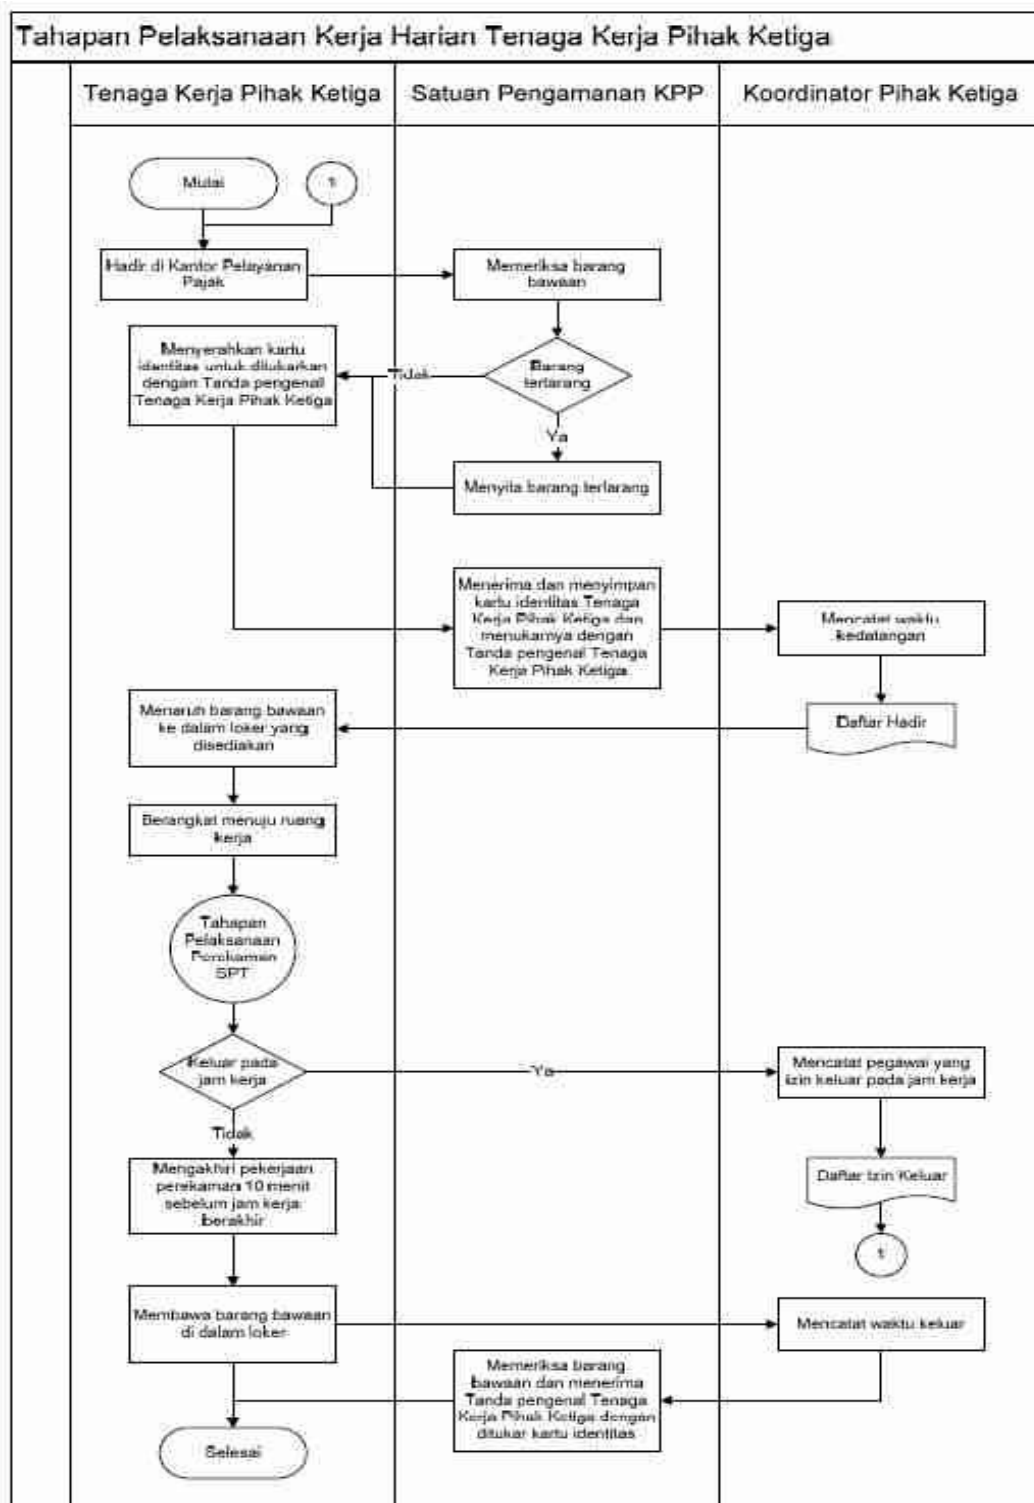 Tahapan Pelaksanaan Kerja Harian Tenaga Kerja Pihak Ketiga
Tenaga Kerja Pihak Ketiga
Satuan Pengamanan KPP
Koordinator Pihak Ketiga
Mulai
1
Hadir di Kantor Pelayanan
Pajak
Memeriksa barang
bawaan
Menyerahkan kartu
identitas untuk ditukarkan
dengan Tanda pengenal
Tenaga Kerja Pihak Ketiga
Tidak
Barang
terlarang
Ya
Menyita barang terlarang
Menerima dan menyimpan
kartu identitas Tenaga
Kerja Pihak Ketiga dan
menukarnya dengan
Tanda pengenal Tenaga
Kerja Pihak Ketiga
Mencatat waktu
kedatangan
Menaruh barang bawaan
ke dalam loker yang
disediakan
Daftar Hadir
Berangkat menuju ruang
kerja
Tahapan
Pelaksanaan
Perekaman
SPT
Keluar pada
jam kerja
Ya
Mencatat pegawai yang
izin keluar pada jam kerja
Tidak
Mengakhiri pekerjaan
perekaman 10 menit
sebelum jam kerja
berakhir
Daftar Izin Keluar
1
Membawa barang bawaan
di dalam loker
Mencatat waktu keluar
Memeriksa barang
bawaan dan menerima
Tanda pengenal Tenaga
Kerja Pihak Ketiga dengan
ditukar kartu identitas
Selesai